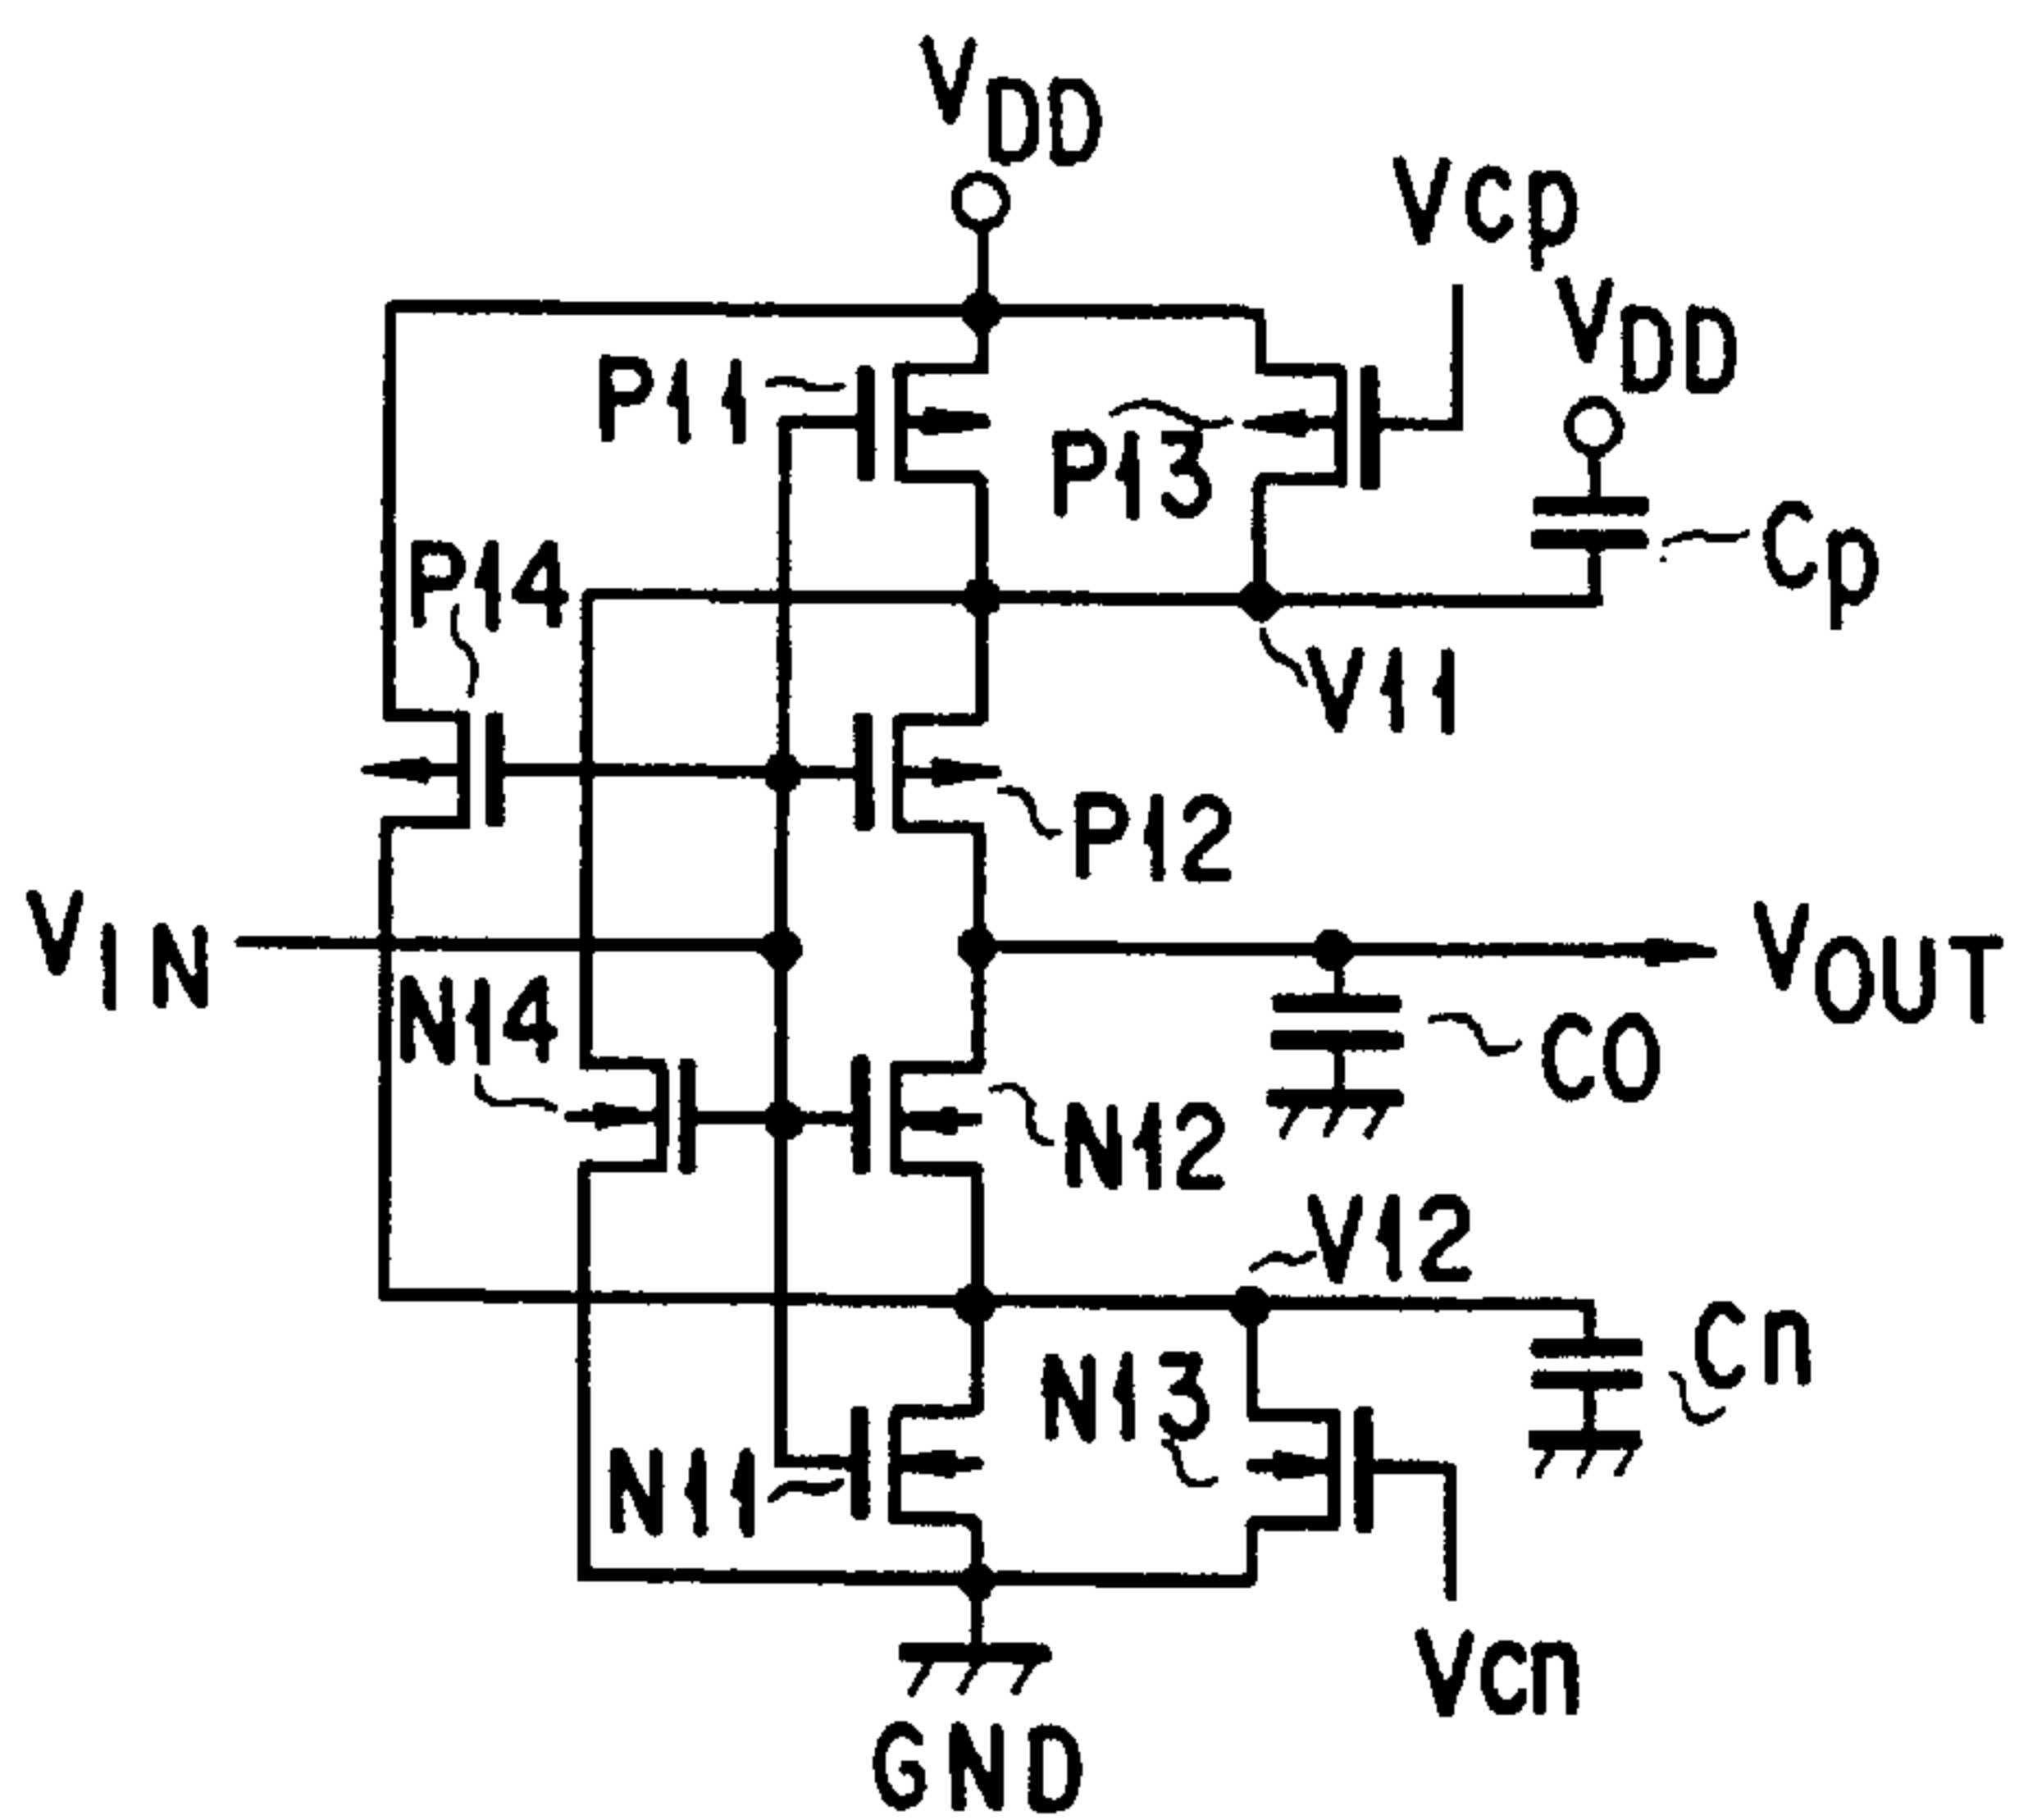 VDD
Vcp
VDD
P11
P13
Cp
P14
V11
P12
VIN
VOUT
N14
C0
N12
V12
Cn
N13
N11
Vcn
GND